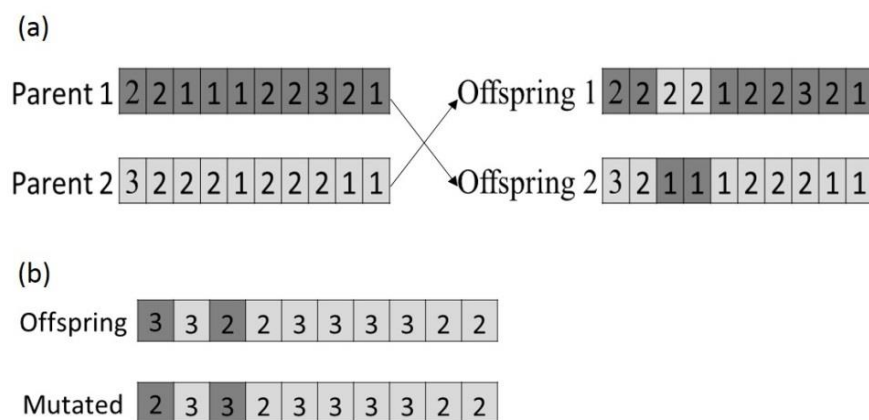 (a)
Parent 1 2 2 1 1 1 2 2 3 2 1 Offspring 1 2 2 2 2 1 2 2 3 2 1
Parent 2 3 2 2 2 1 2 2 2 1 1 Offspring 2 3 2 1 1 1 2 2 2 1 1
(b)
Offspring 3 3 2 2 3 3 3 3 2 2
Mutated 2 3 3 2 3 3 3 3 2 2